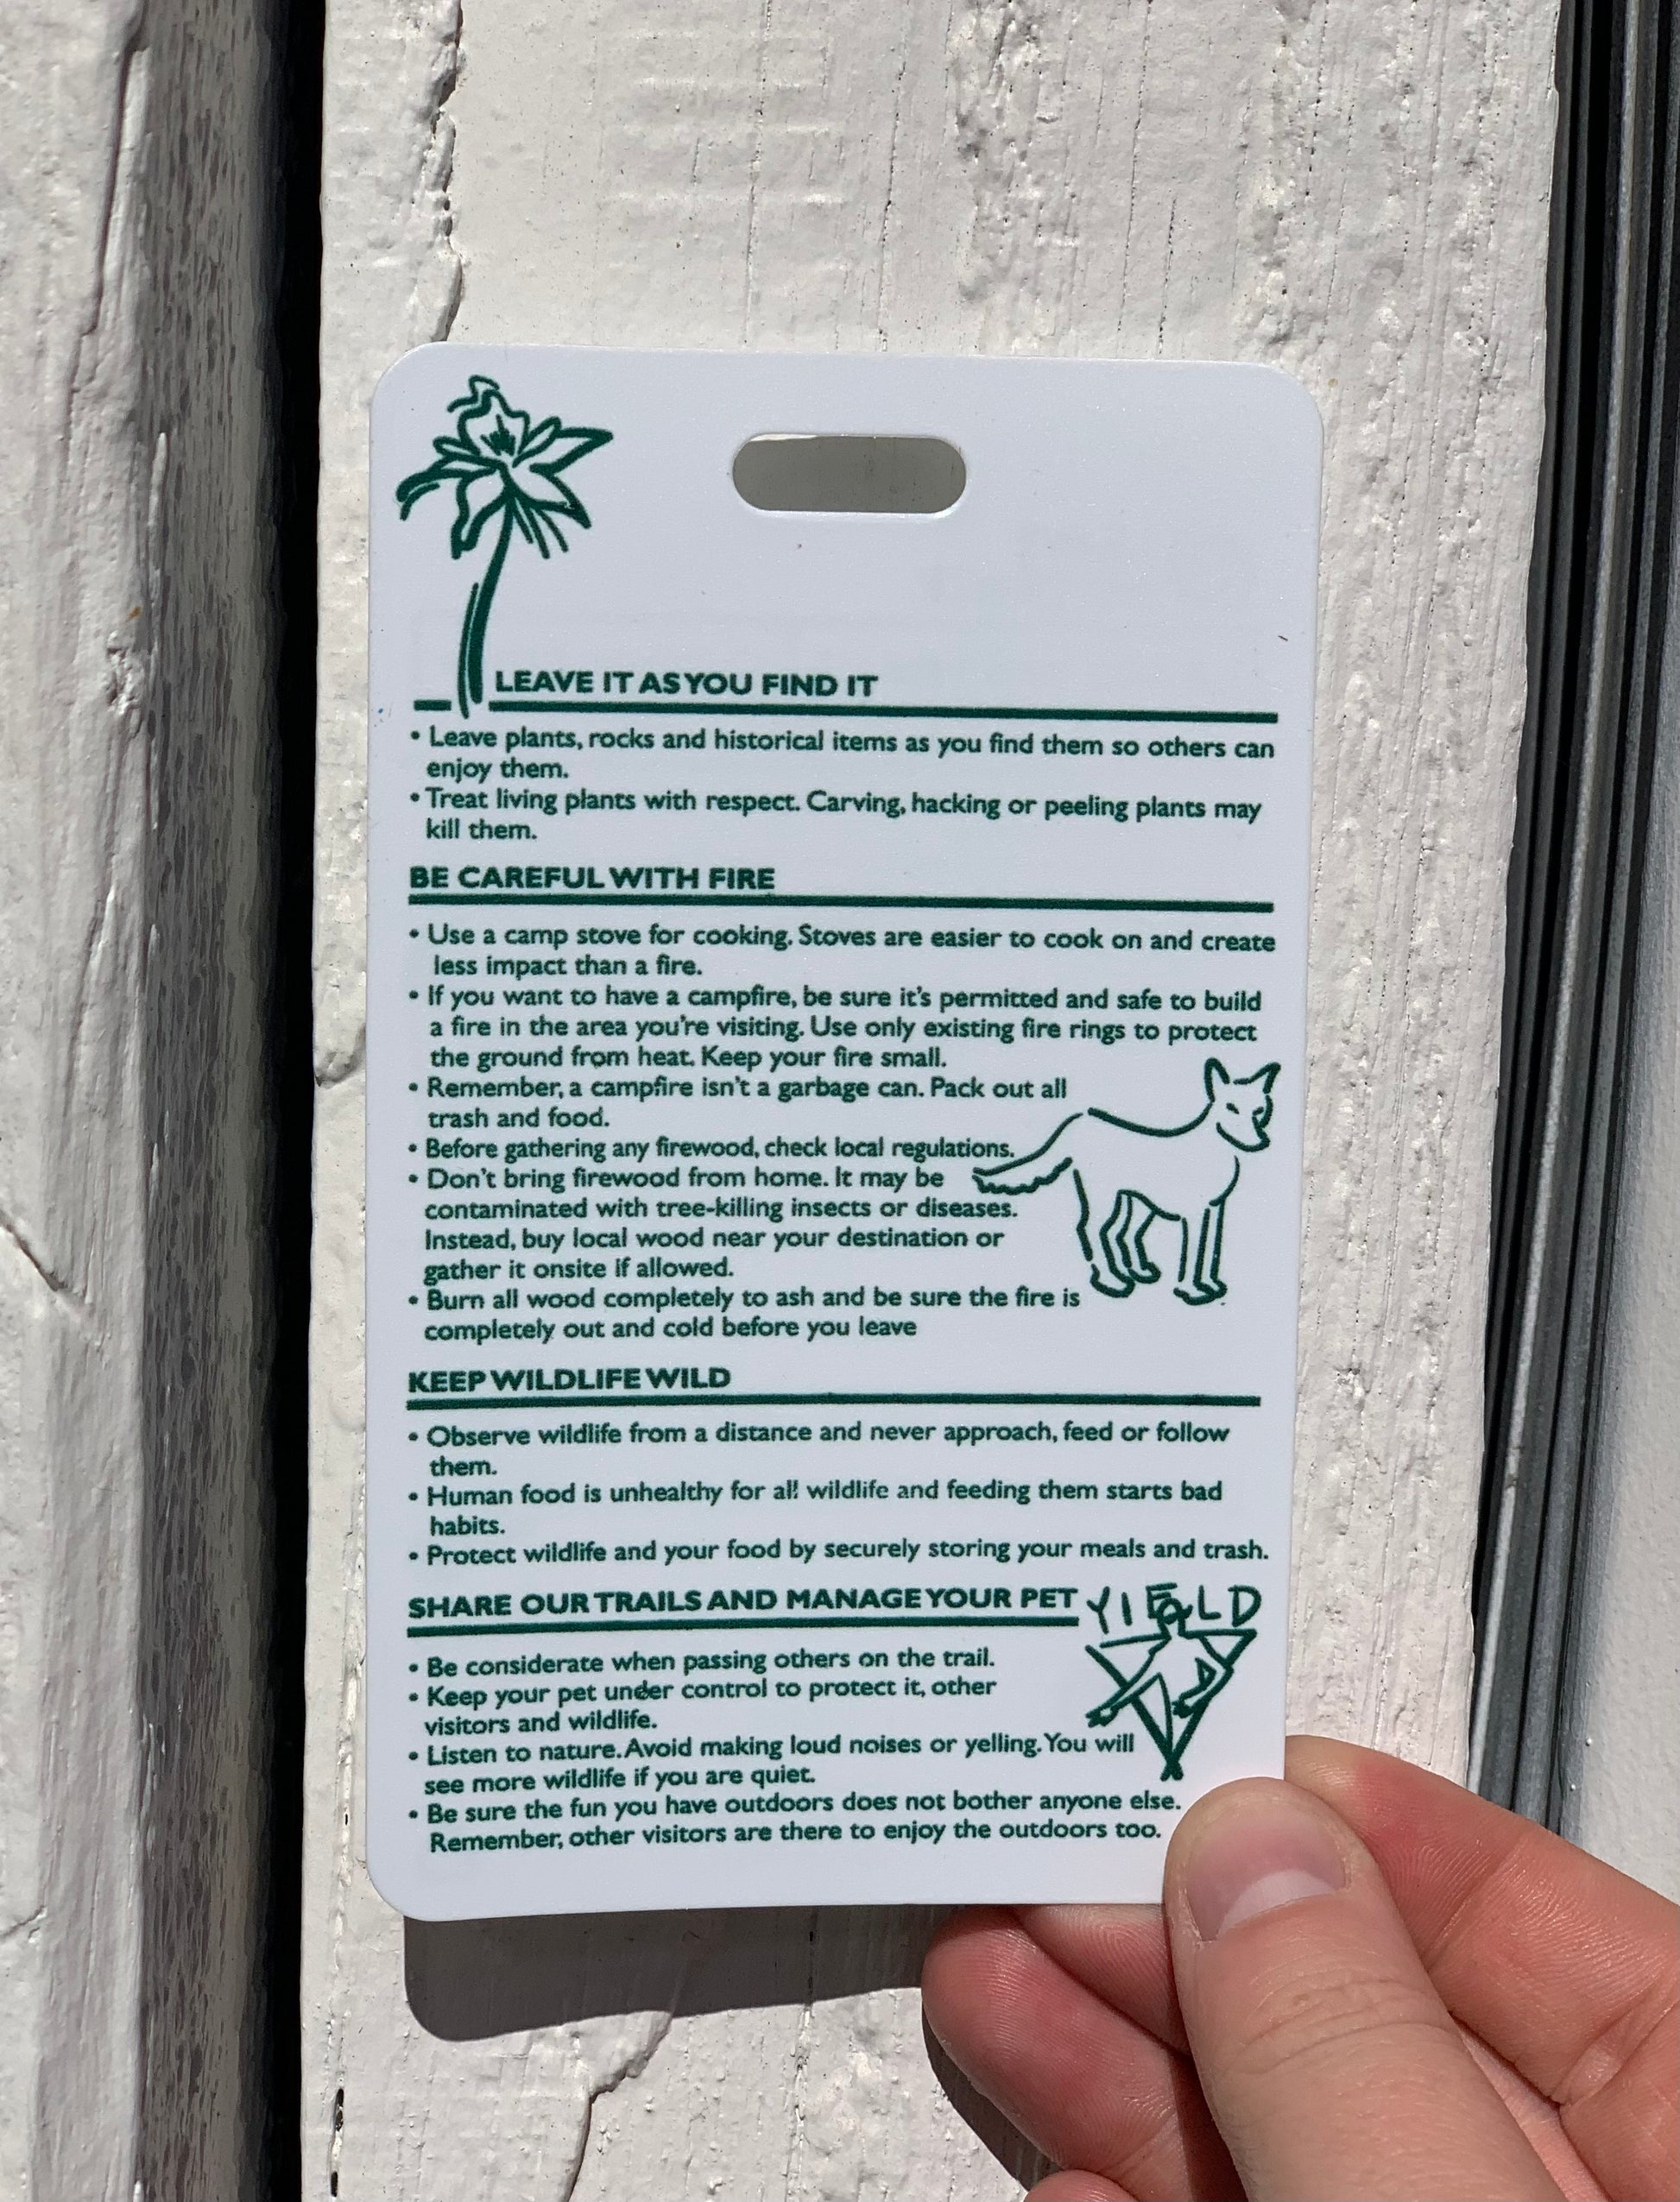 LEAVE IT AS YOU FIND IT
• Leave plants, rocks and historical items as you find them so others can
enjoy them.
• Treat living plants with respect. Carving, hacking or peeling plants may
kill them.
BE CAREFUL WITH FIRE
• Use a camp stove for cooking. Stoves are easier to cook on and create
less impact than a fire.
• If you want to have a campfire, be sure it's permitted and safe to build
a fire in the area you're visiting. Use only existing fire rings to protect
the ground from heat. Keep your fire small.
• Remember, a campfire isn't a garbage can. Pack out all
trash and food.
• Before gathering any firewood, check local regulations.
• Don't bring firewood from home. It may be
contaminated with tree-killing insects or diseases.
Instead, buy local wood near your destination or
gather it onsite if allowed.
• Burn all wood completely to ash and be sure the fire is
completely out and cold before you leave
KEEP WILDLIFE WILD
• Observe wildlife from a distance and never approach, feed or follow
them.
• Human food is unhealthy for all wildlife and feeding them starts bad
habits.
• Protect wildlife and your food by securely storing your meals and trash.
SHARE OUR TRAILS AND MANAGE YOUR PET
YIELD
• Be considerate when passing others on the trail.
• Keep your pet under control to protect it, other
visitors and wildlife.
• Listen to nature. Avoid making loud noises or yelling. You will
see more wildlife if you are quiet.
• Be sure the fun you have outdoors does not bother anyone else.
Remember, other visitors are there to enjoy the outdoors too.